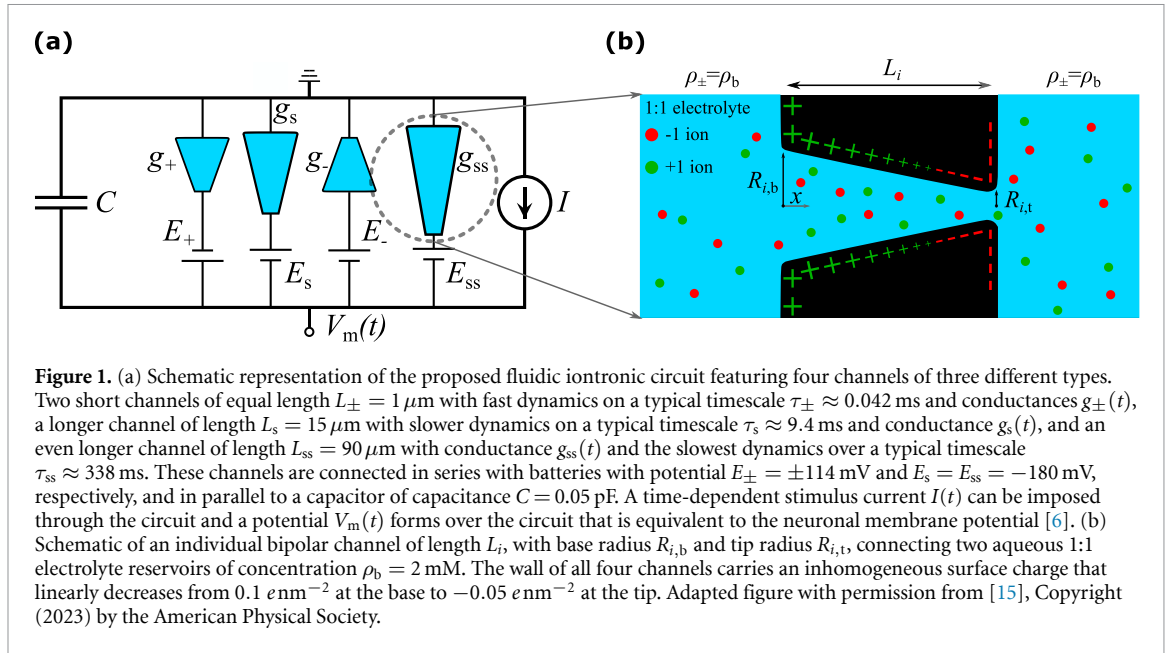 (a)
(b)
g₊
gₛ
g₋
gₛₛ
C
E₊
Eₛ
E₋
Eₛₛ
I
Vₘ(t)
ρ±=ρb
Lᵢ
ρ±=ρb
1:1 electrolyte
-1 ion
+1 ion
Rᵢ,b
x
Rᵢ,t
Figure 1. (a) Schematic representation of the proposed fluidic iontronic circuit featuring four channels of three different types.
Two short channels of equal length L± = 1 μm with fast dynamics on a typical timescale τ± ≈ 0.042 ms and conductances g±(t),
a longer channel of length Lₛ = 15 μm with slower dynamics on a typical timescale τₛ ≈ 9.4 ms and conductance gₛ(t), and an
even longer channel of length Lₛₛ = 90 μm with conductance gₛₛ(t) and the slowest dynamics over a typical timescale
τₛₛ ≈ 338 ms. These channels are connected in series with batteries with potential E± = ±114 mV and Eₛ = Eₛₛ = −180 mV,
respectively, and in parallel to a capacitor of capacitance C = 0.05 pF. A time-dependent stimulus current I(t) can be imposed
through the circuit and a potential Vₘ(t) forms over the circuit that is equivalent to the neuronal membrane potential [6]. (b)
Schematic of an individual bipolar channel of length Lᵢ, with base radius Rᵢ,b and tip radius Rᵢ,t, connecting two aqueous 1:1
electrolyte reservoirs of concentration ρb = 2 mM. The wall of all four channels carries an inhomogeneous surface charge that
linearly decreases from 0.1 e nm⁻² at the base to −0.05 e nm⁻² at the tip. Adapted figure with permission from [15], Copyright
(2023) by the American Physical Society.